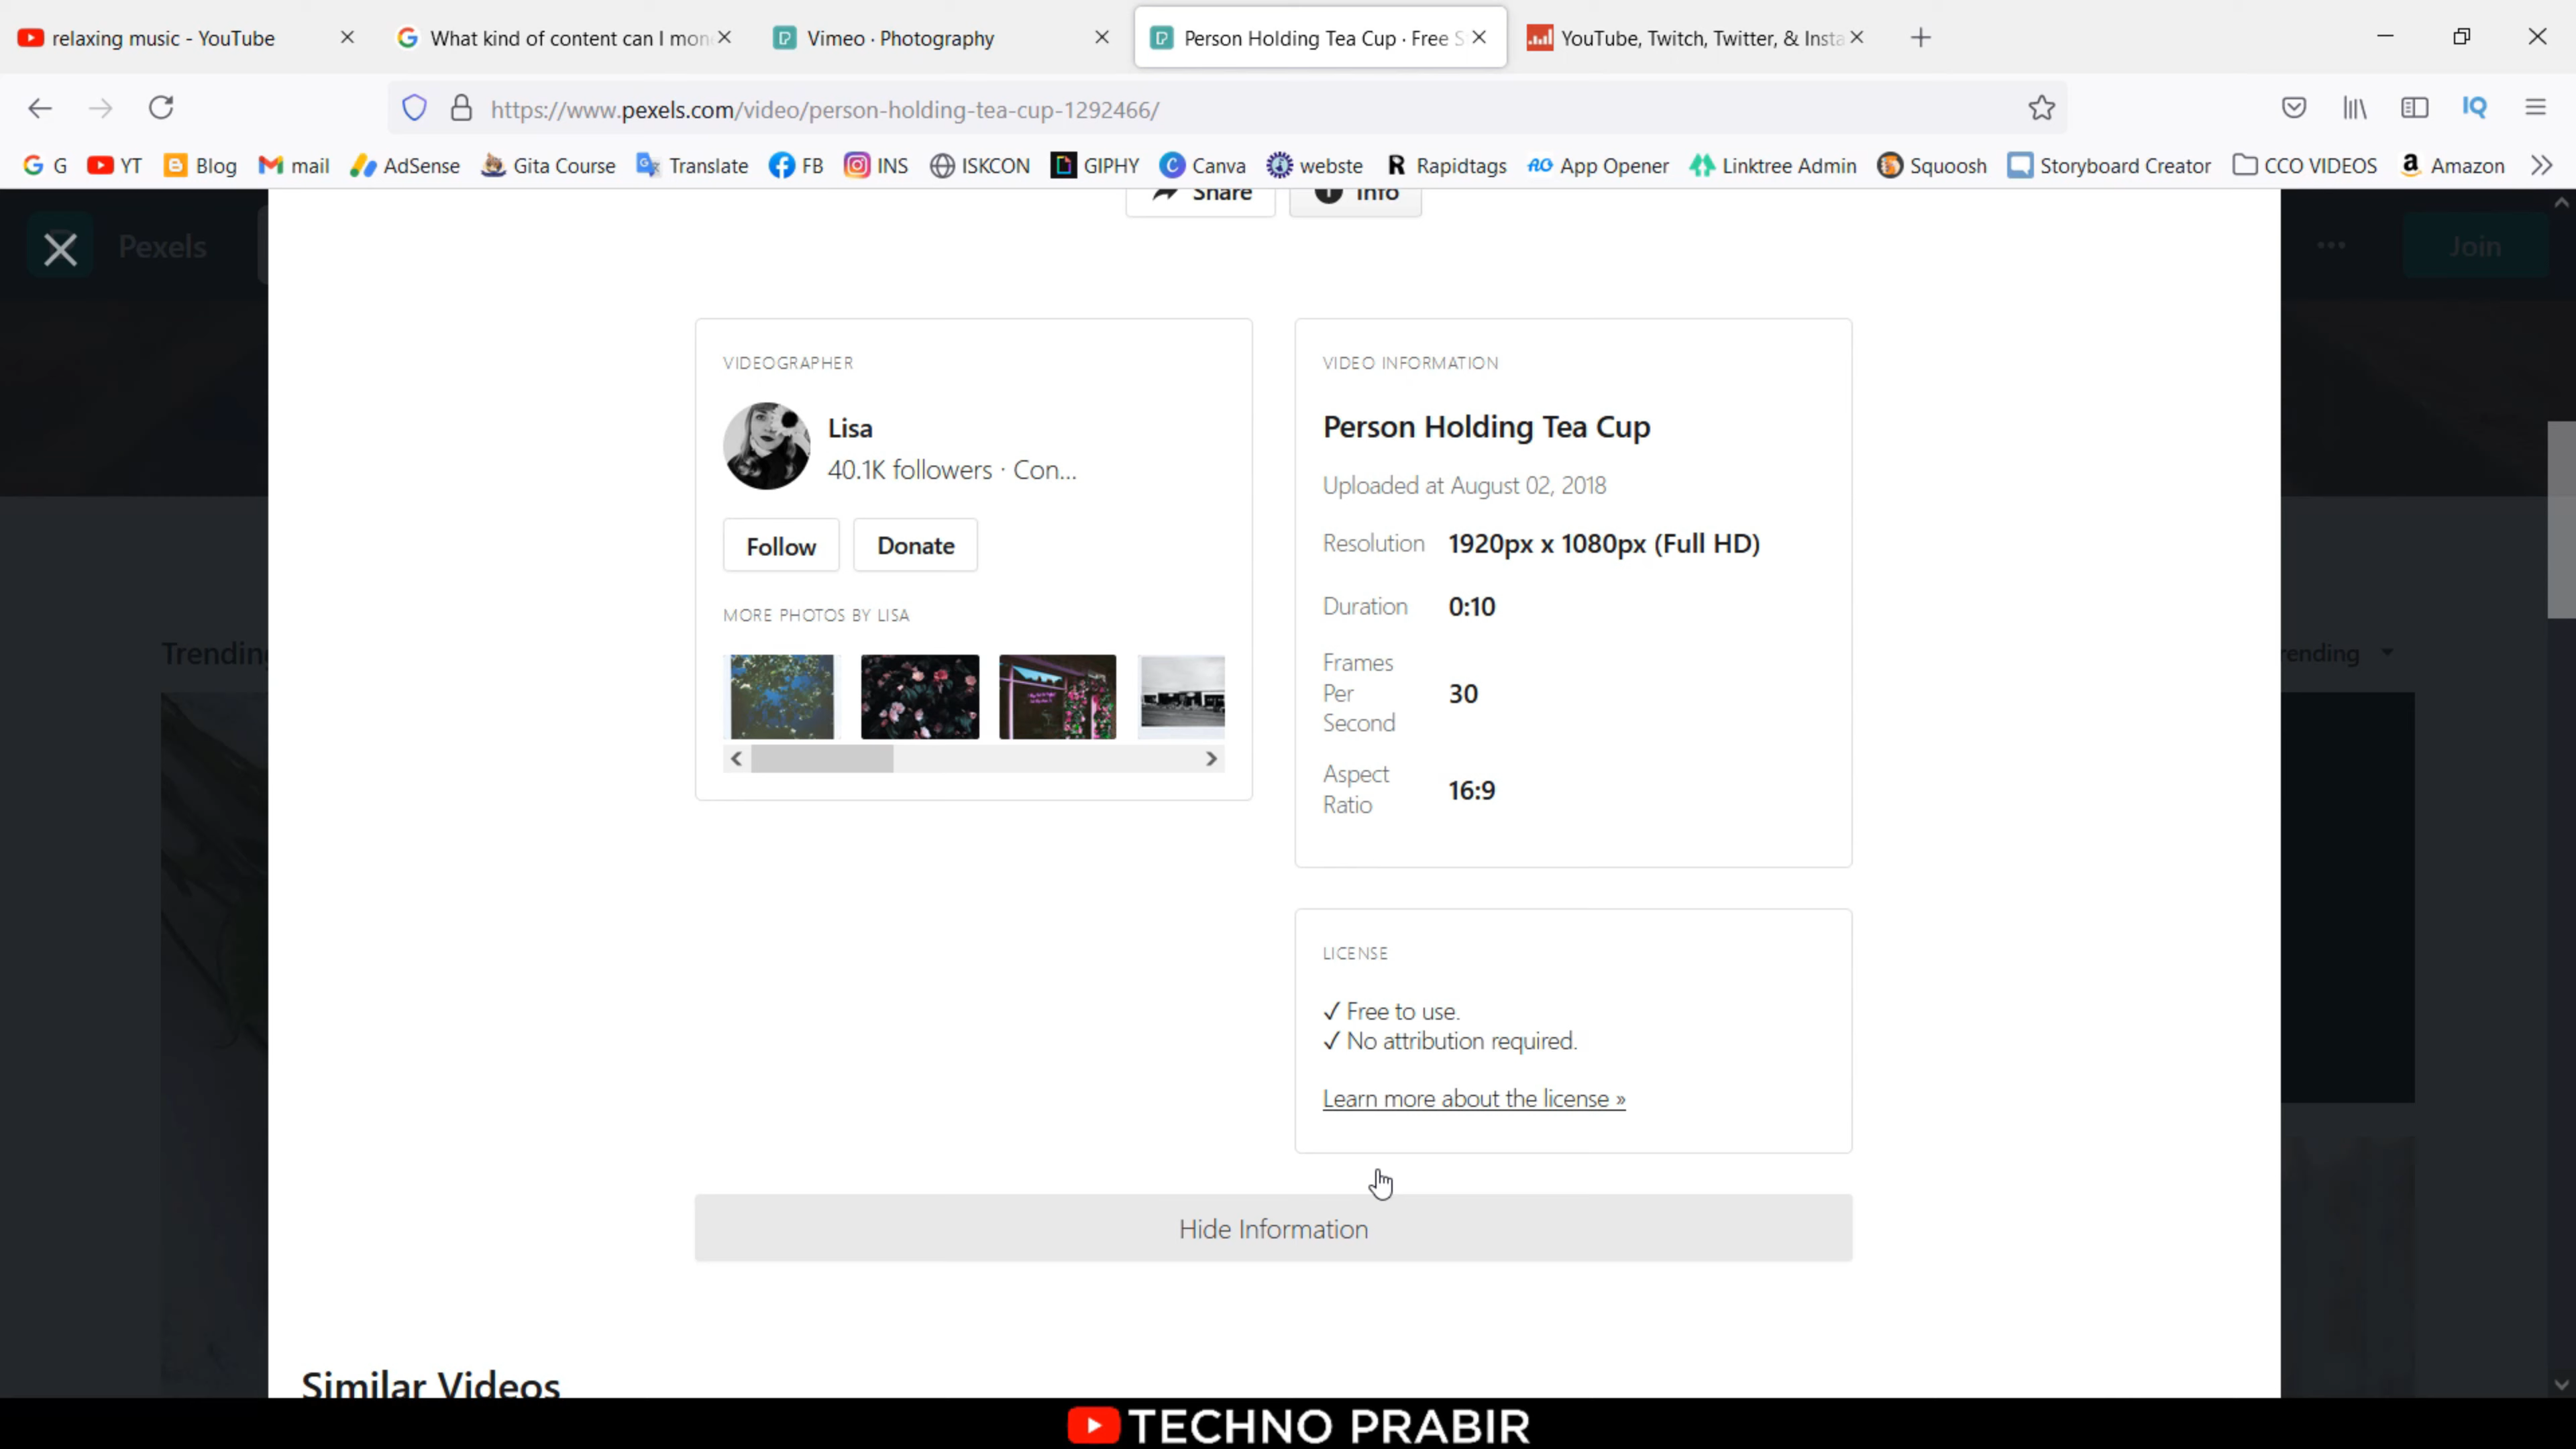 relaxing music - YouTube
What kind of content can I mon
Vimeo · Photography
Person Holding Tea Cup · Free S
YouTube, Twitch, Twitter, & Insta
https://www.pexels.com/video/person-holding-tea-cup-1292466/
IQ
G
YT
Blog
mail
AdSense
Gita Course
Translate
FB
INS
ISKCON
GIPHY
Canva
webste
Rapidtags
App Opener
Linktree Admin
Squoosh
Storyboard Creator
CCO VIDEOS
Amazon
Share
Info
Pexels
Join
VIDEOGRAPHER
Lisa
40.1K followers · Con...
Follow
Donate
MORE PHOTOS BY LISA
VIDEO INFORMATION
Person Holding Tea Cup
Uploaded at August 02, 2018
Resolution 1920px x 1080px (Full HD)
Duration 0:10
Frames
Per
Second
30
Aspect
Ratio
16:9
Trending
rending
LICENSE
✓ Free to use.
✓ No attribution required.
Learn more about the license »
Hide Information
Similar Videos
TECHNO PRABIR